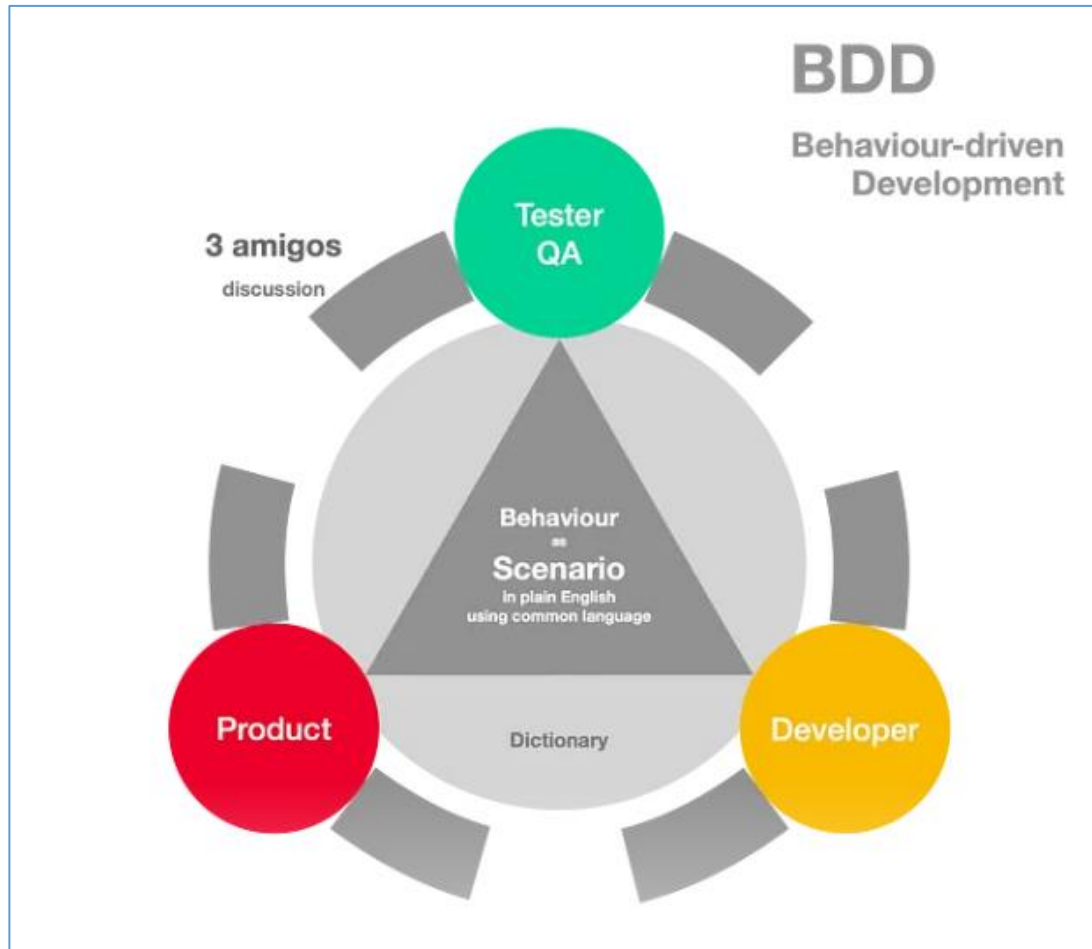 BDD
Behaviour-driven
Development
3 amigos
discussion
Tester
QA
Behaviour
as
Scenario
in plain English
using common language
Product
Developer
Dictionary